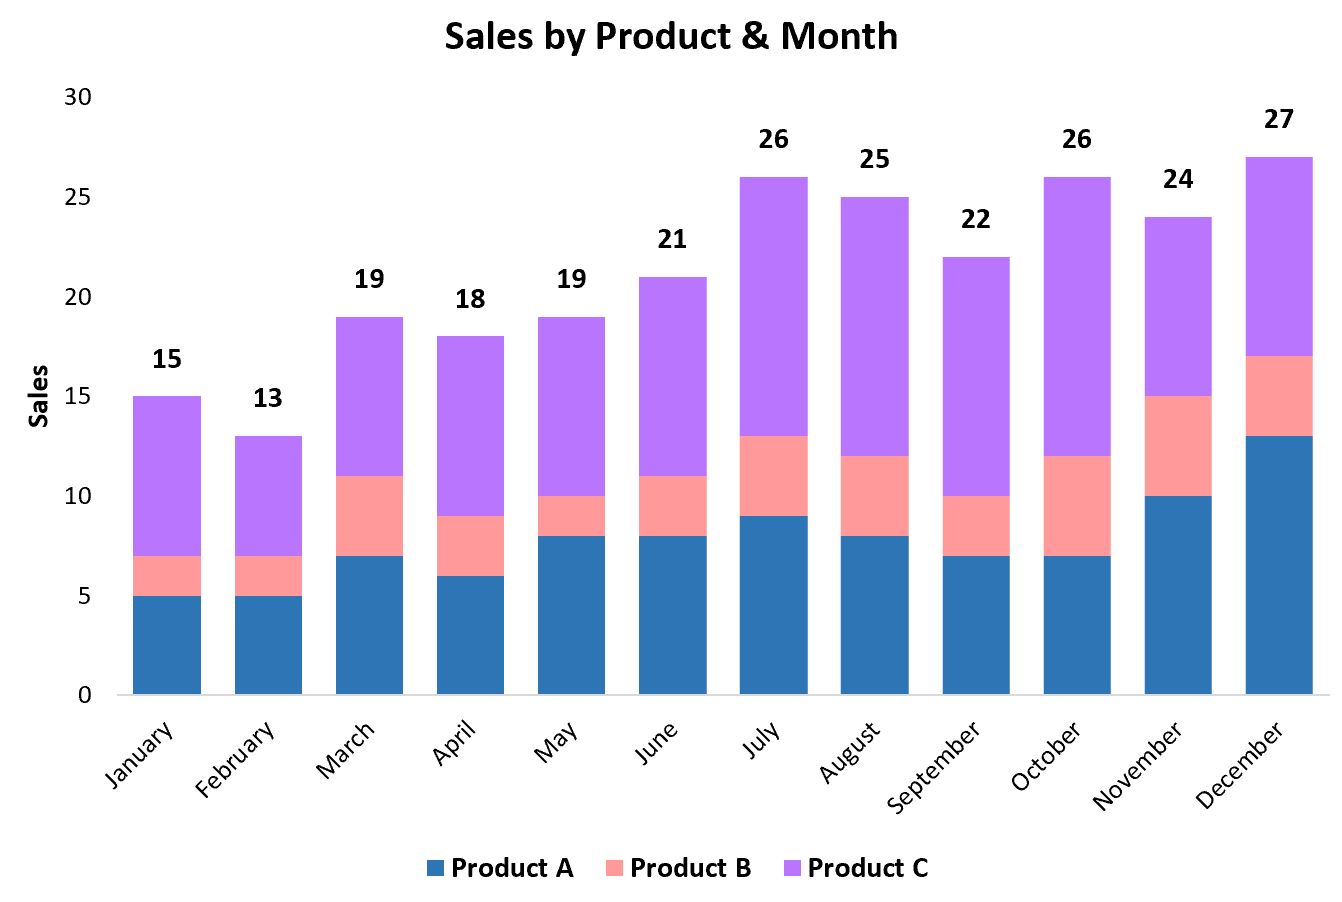 Sales by Product & Month
30
25
20
15
10
5
0
Sales
15
13
19
18
19
21
26
25
22
26
24
27
January
February
March
April
May
June
July
August
September
October
November
December
Product A
Product B
Product C